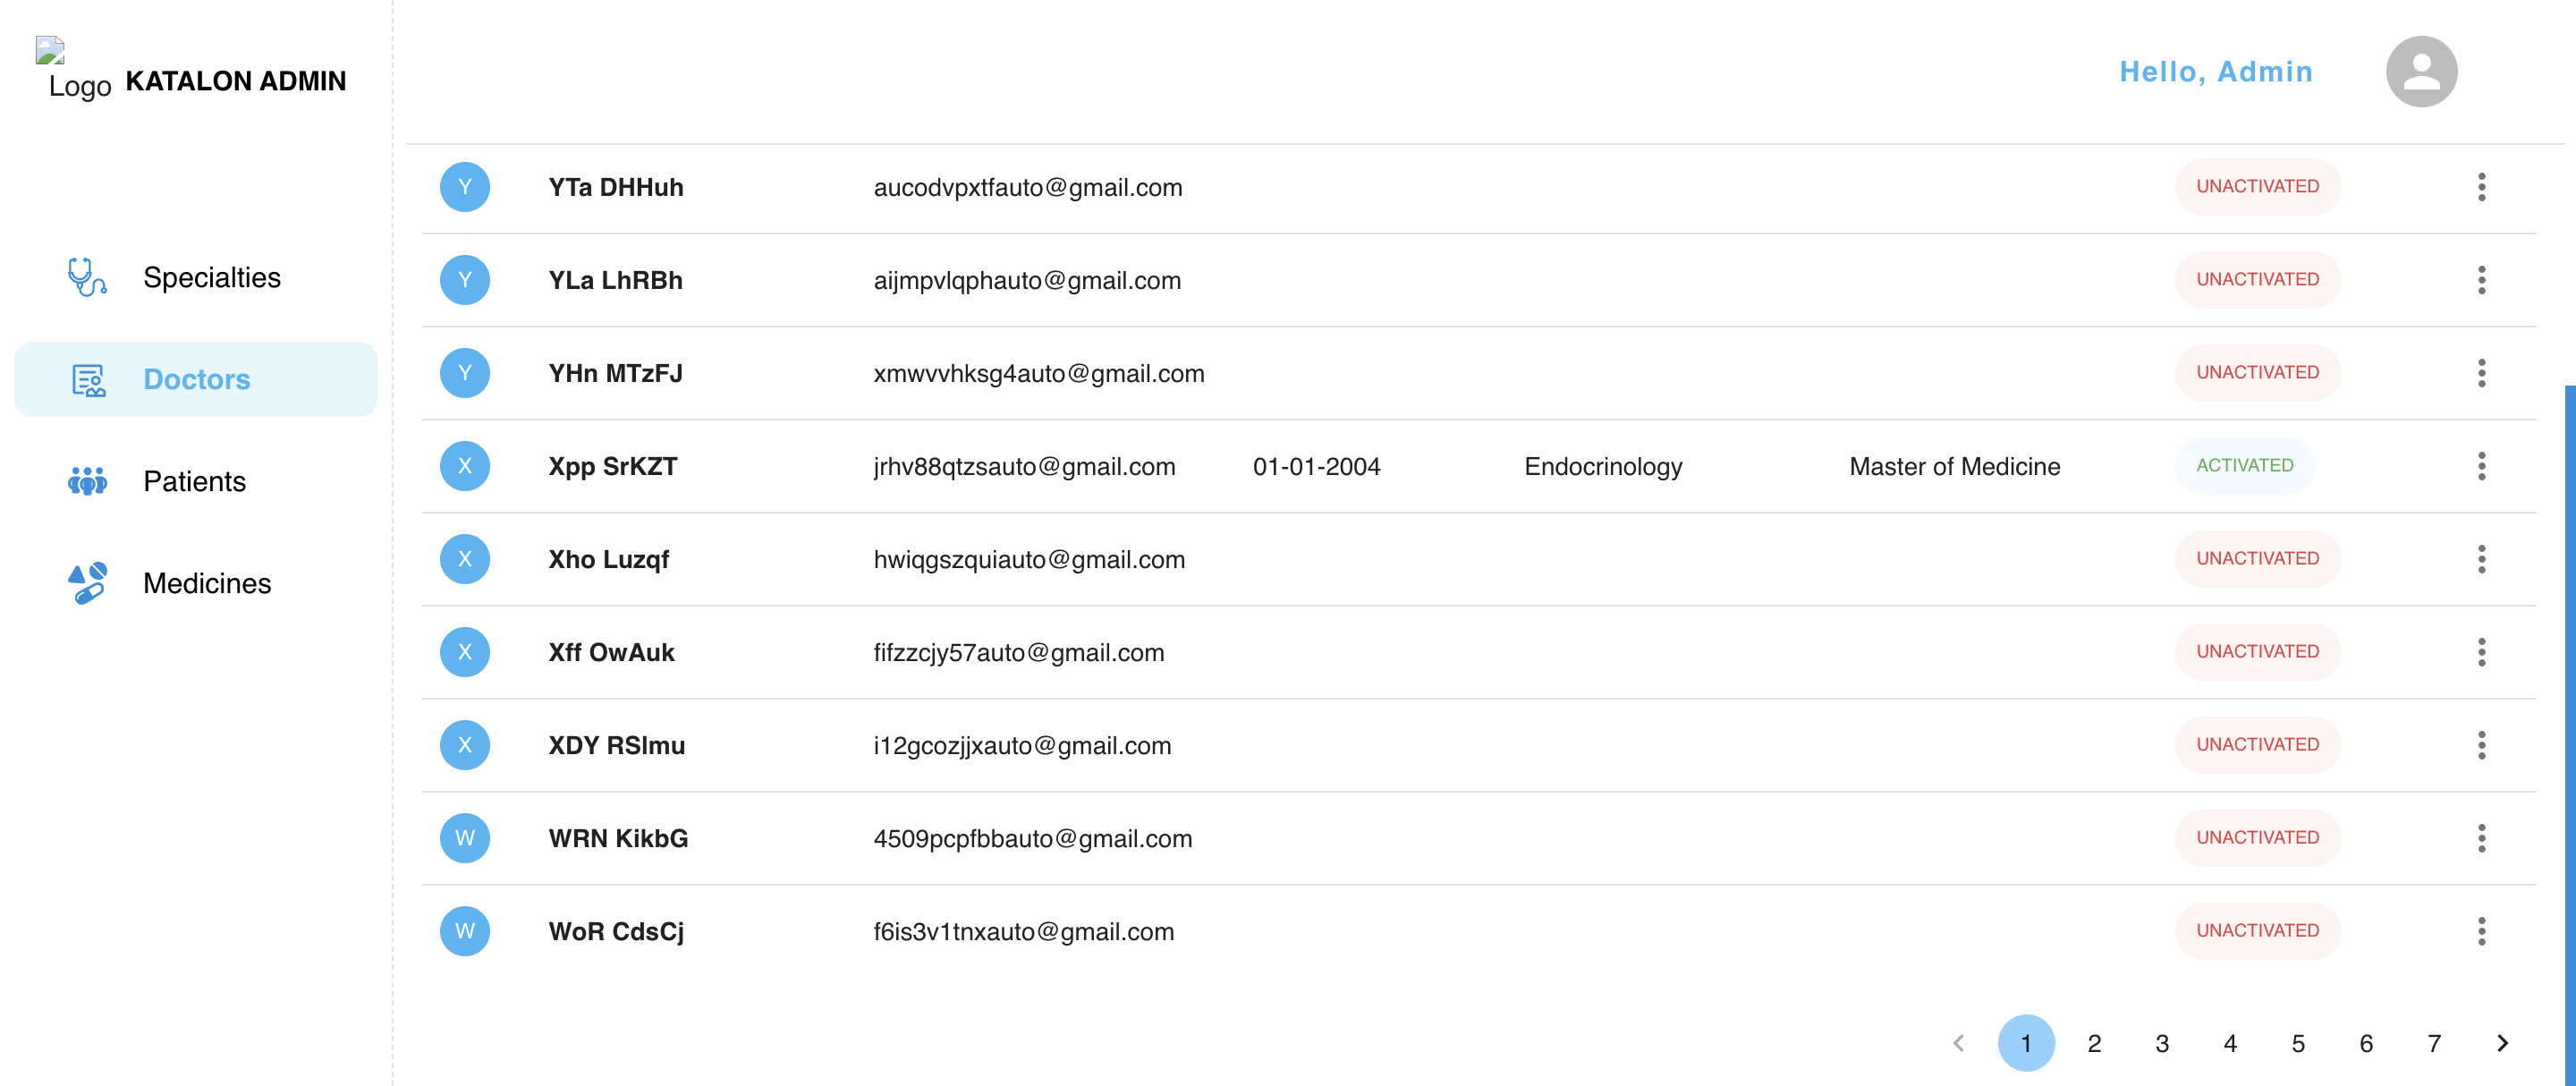 Logo KATALON ADMIN
Hello, Admin
Specialties
Doctors
Patients
Medicines
Y YTa DHHuh aucodvpxtfauto@gmail.com UNACTIVATED
Y YLa LhRBh aijmpvlqphauto@gmail.com UNACTIVATED
Y YHn MTzFJ xmwvvhksg4auto@gmail.com UNACTIVATED
X Xpp SrKZT jrhv88qtzsauto@gmail.com 01-01-2004 Endocrinology Master of Medicine ACTIVATED
X Xho Luzqf hwiqgszquiauto@gmail.com UNACTIVATED
X Xff OwAuk fifzzcjy57auto@gmail.com UNACTIVATED
X XDY RSlmu i12gcozjjxauto@gmail.com UNACTIVATED
W WRN KikbG 4509pcpfbbauto@gmail.com UNACTIVATED
W WoR CdsCj f6is3v1tnxauto@gmail.com UNACTIVATED
1 2 3 4 5 6 7